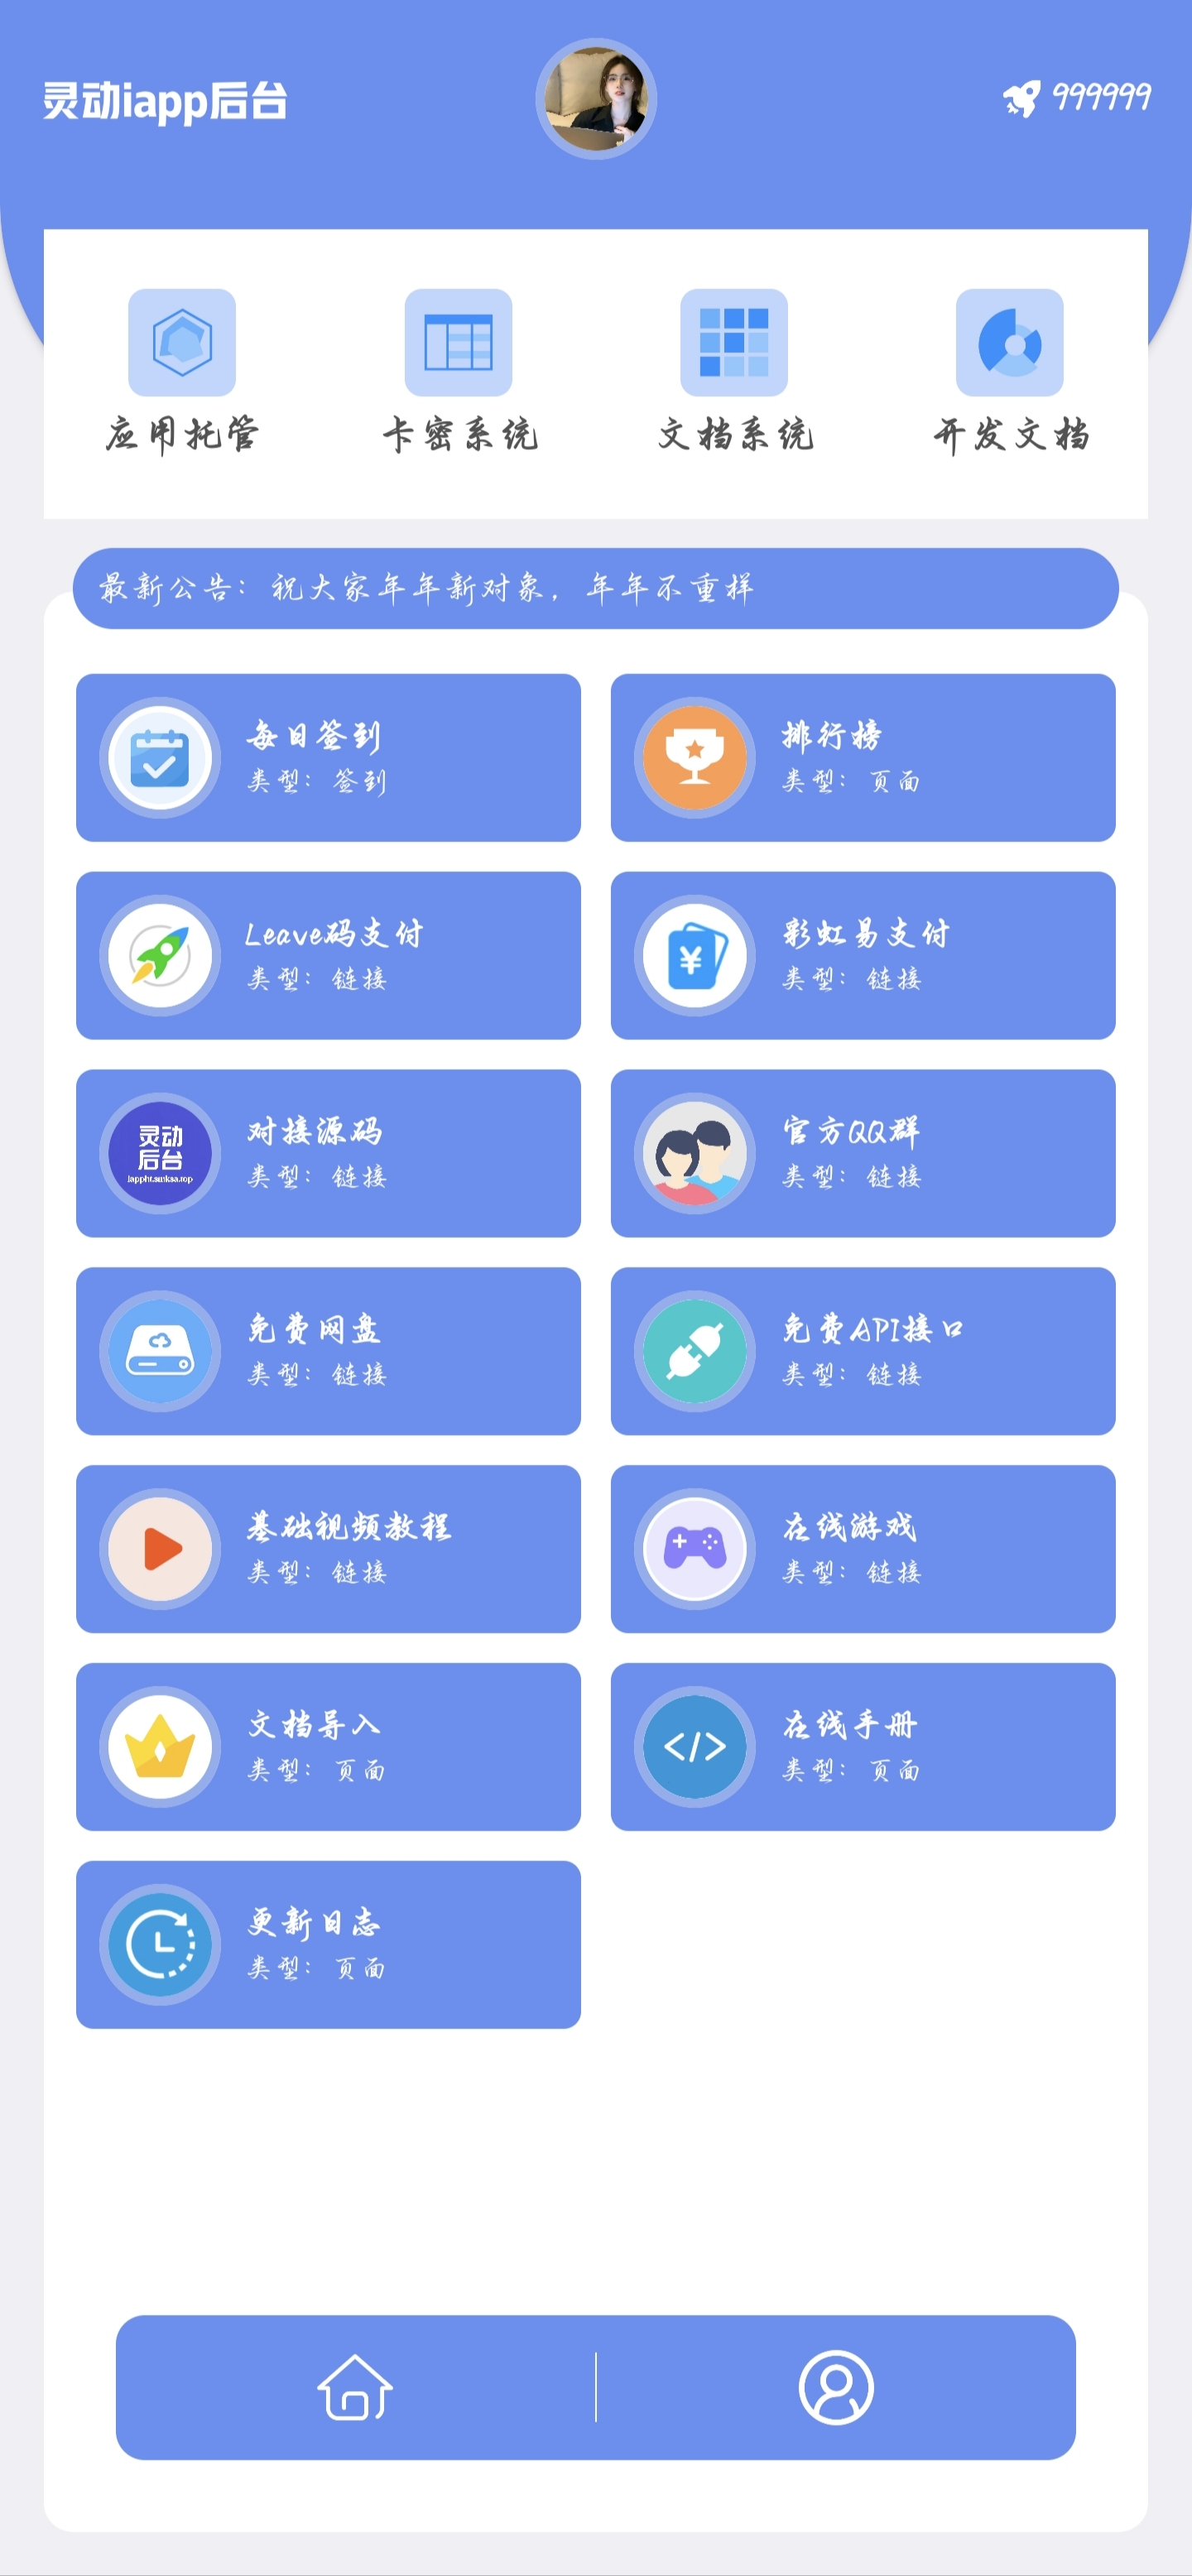 灵动iapp后台
999999
应用托管 卡密系统 文档系统 开发文档
最新公告：祝大家年年新对象，年年不重样
每日签到
类型：签到
排行榜
类型：页面
Leave码支付
类型：链接
彩虹易支付
类型：链接
灵动
后台
对接源码
类型：链接
官方QQ群
类型：链接
免费网盘
类型：链接
免费API接口
类型：链接
基础视频教程
类型：链接
在线游戏
类型：链接
文档导入
类型：页面
在线手册
类型：页面
更新日志
类型：页面